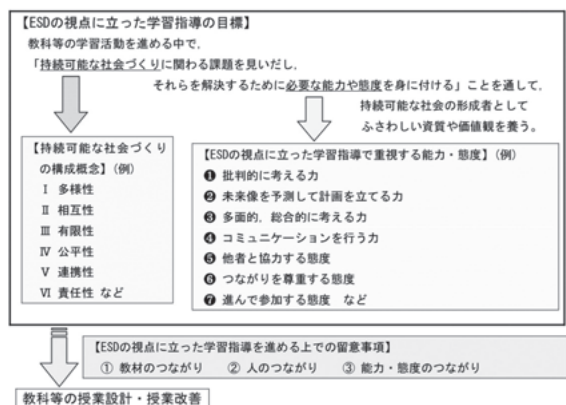 【ESDの視点に立った学習指導の目標】
教科等の学習活動を進める中で,
「持続可能な社会づくりに関わる課題を見いだし,
それらを解決するために必要な能力や態度を身に付ける」ことを通して,
持続可能な社会の形成者として
ふさわしい資質や価値観を養う。
【持続可能な社会づくり
の構成概念】(例)
Ⅰ 多様性
Ⅱ 相互性
Ⅲ 有限性
Ⅳ 公平性
Ⅴ 連携性
Ⅵ 責任性 など
【ESDの視点に立った学習指導で重視する能力・態度】(例)
❶ 批判的に考える力
❷ 未来像を予測して計画を立てる力
❸ 多面的,総合的に考える力
❹ コミュニケーションを行う力
❺ 他者と協力する態度
❻ つながりを尊重する態度
❼ 進んで参加する態度 など
【ESDの視点に立った学習指導を進める上での留意事項】
① 教材のつながり ② 人のつながり ③ 能力・態度のつながり
教科等の授業設計・授業改善